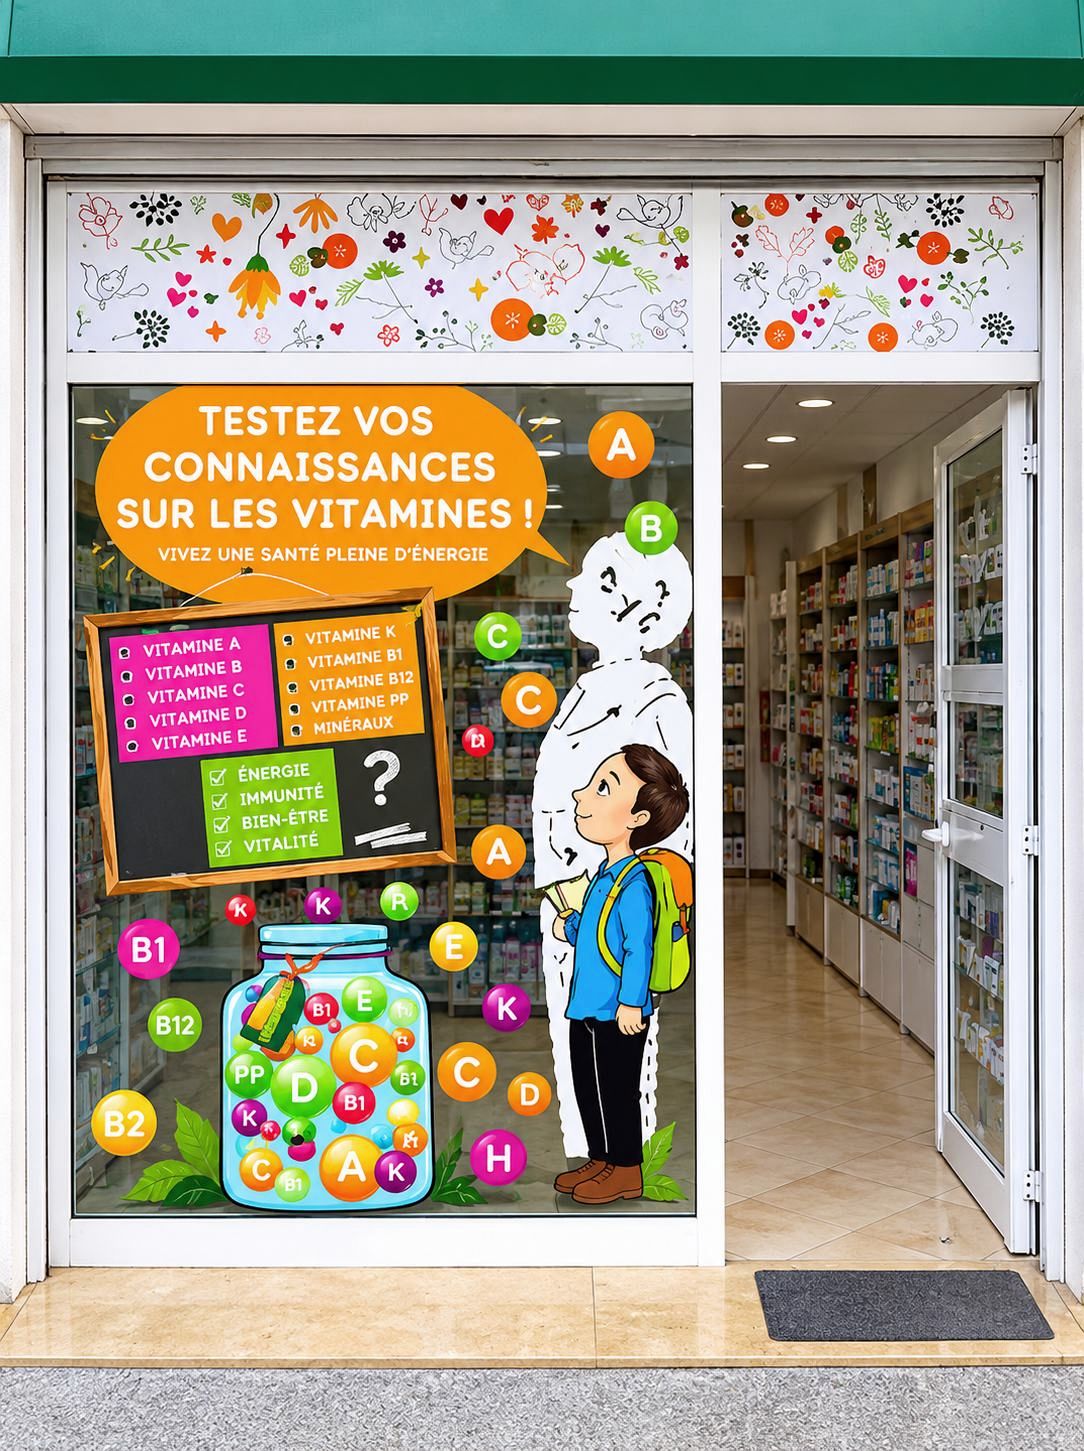 TESTEZ VOS
CONNAISSANCES
SUR LES VITAMINES !
VIVEZ UNE SANTÉ PLEINE D'ÉNERGIE
VITAMINE A
VITAMINE B
VITAMINE C
VITAMINE D
VITAMINE E
VITAMINE K
VITAMINE B1
VITAMINE B12
VITAMINE PP
MINÉRAUX
ÉNERGIE
IMMUNITÉ
BIEN-ÊTRE
VITALITÉ
?
A
B
C
C
A
K
K
R
B1
E
B12
K
C
D
B2
H
B1
E
C
PP
D
B1
B1
K
A
K
C
B1